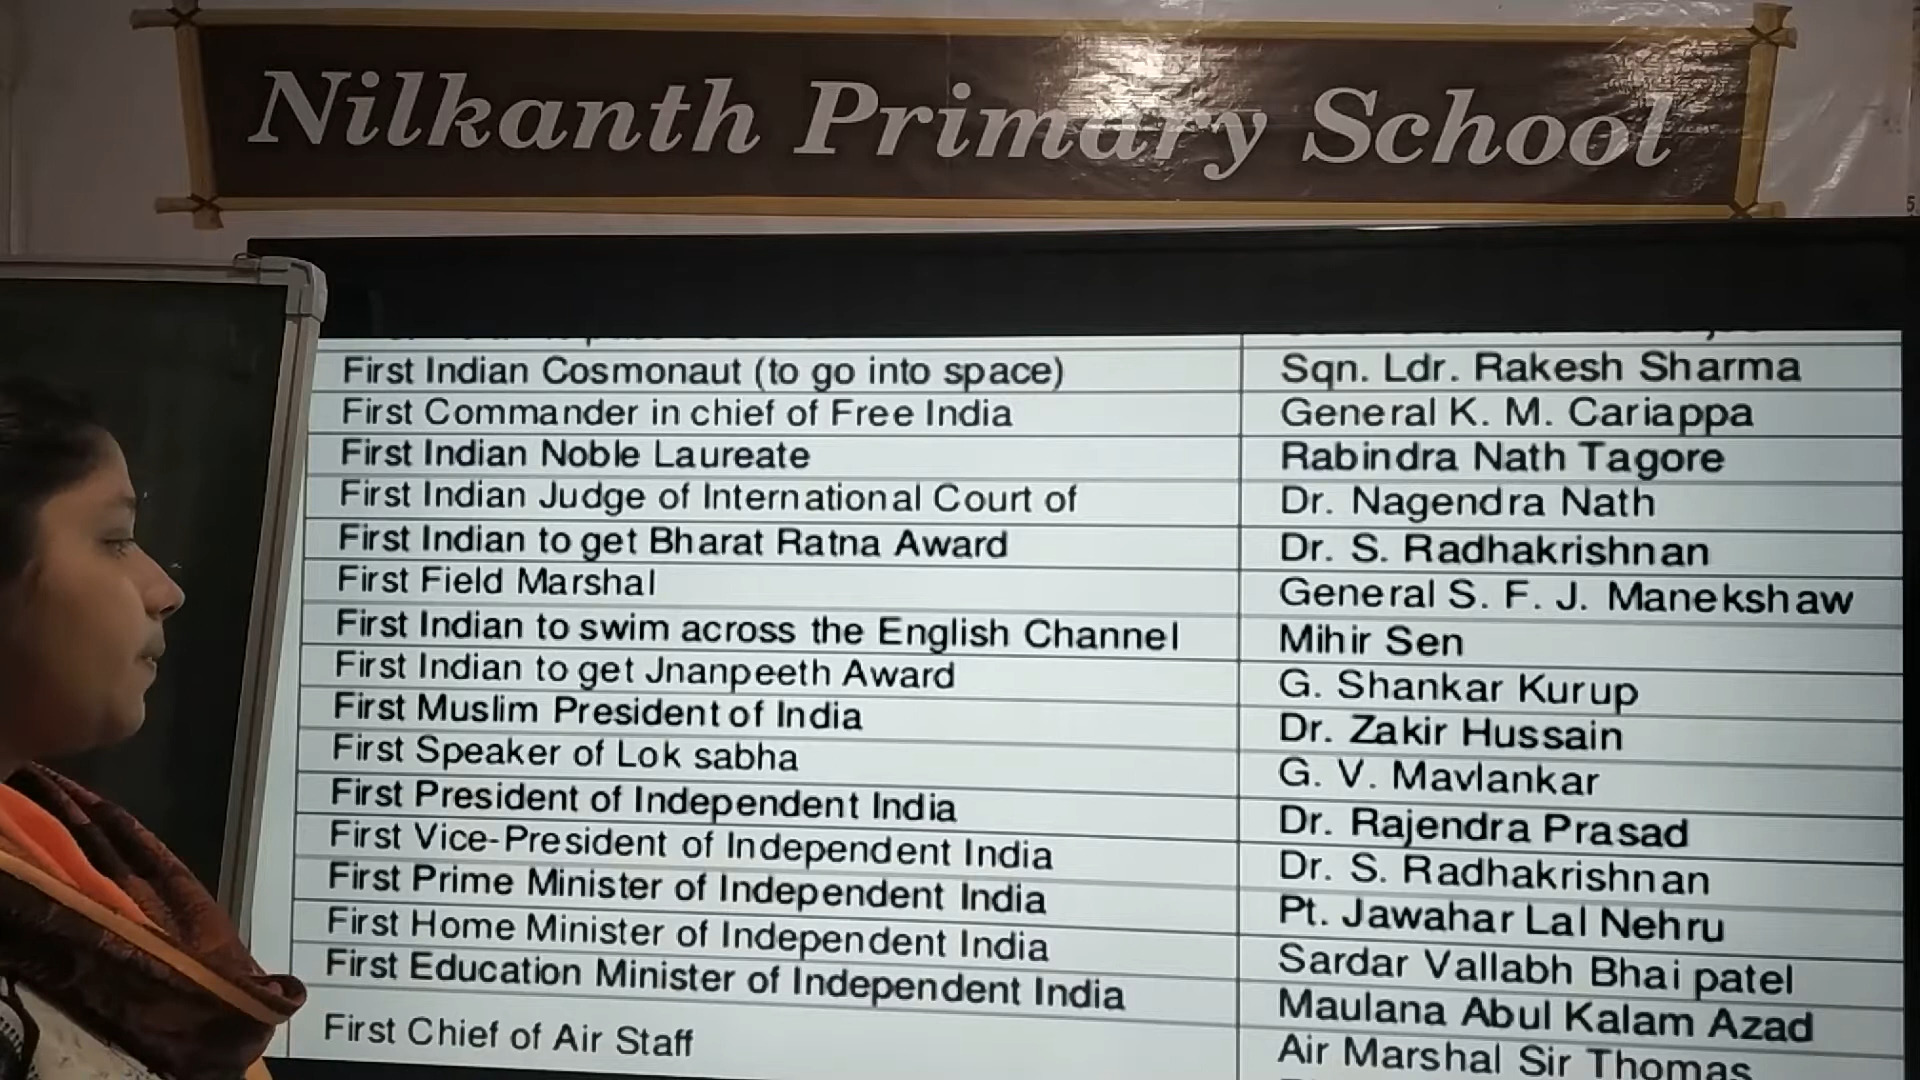 Nilkanth Primary School
5.
First Indian Cosmonaut (to go into space) Sqn. Ldr. Rakesh Sharma
First Commander in chief of Free India General K. M. Cariappa
First Indian Noble Laureate Rabindra Nath Tagore
First Indian Judge of International Court of Dr. Nagendra Nath
First Indian to get Bharat Ratna Award Dr. S. Radhakrishnan
First Field Marshal General S. F. J. Manekshaw
First Indian to swim across the English Channel Mihir Sen
First Indian to get Jnanpeeth Award G. Shankar Kurup
First Muslim President of India Dr. Zakir Hussain
First Speaker of Lok sabha G. V. Mavlankar
First President of Independent India Dr. Rajendra Prasad
First Vice-President of Independent India Dr. S. Radhakrishnan
First Prime Minister of Independent India Pt. Jawahar Lal Nehru
First Home Minister of Independent India Sardar Vallabh Bhai patel
First Education Minister of Independent India Maulana Abul Kalam Azad
First Chief of Air Staff Air Marshal Sir Thomas